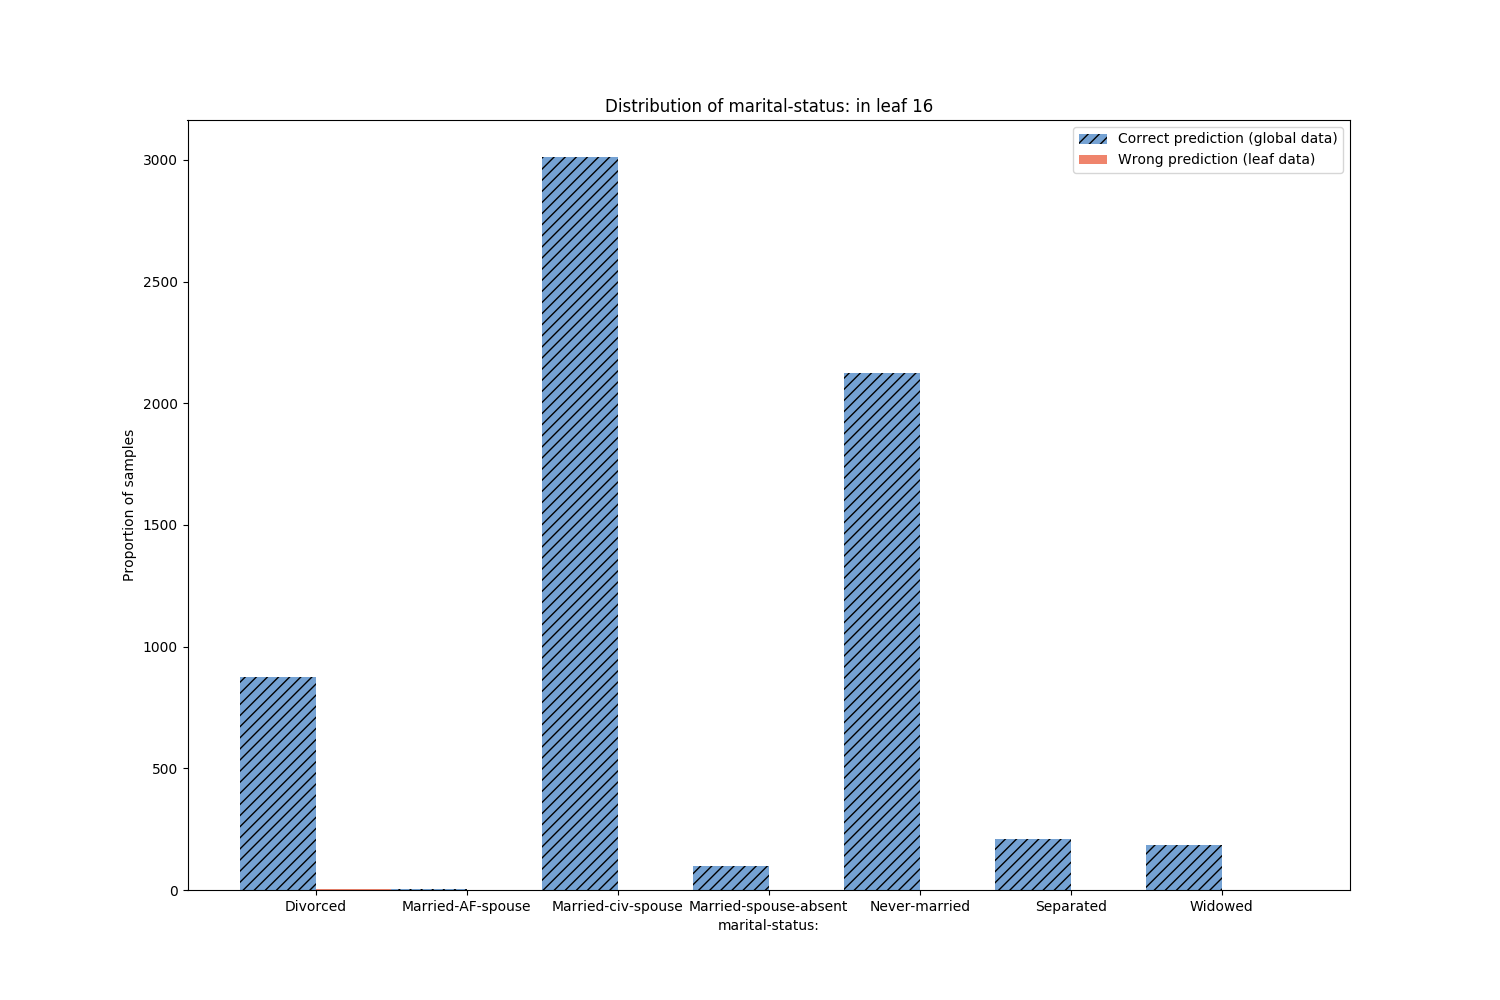 Distribution of marital-status: in leaf 16
Correct prediction (global data)
Wrong prediction (leaf data)
3000
2500
2000
1500
1000
500
0
Proportion of samples
Divorced Married-AF-spouse Married-civ-spouse Married-spouse-absent Never-married Separated Widowed
marital-status: